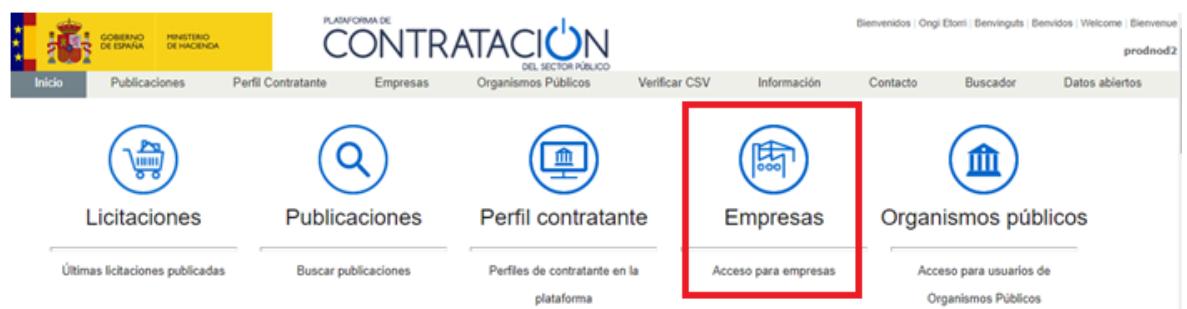 GOBIERNO DE ESPAÑA
MINISTERIO DE HACIENDA
PLATAFORMA DE
CONTRATACIÓN
DEL SECTOR PÚBLICO
Bienvenidos | Ongi Etorri | Benvinguts | Benvidos | Welcome | Bienvenue
prodnod2
Inicio Publicaciones Perfil Contratante Empresas Organismos Públicos Verificar CSV Información Contacto Buscador Datos abiertos
Licitaciones Publicaciones Perfil contratante Empresas Organismos públicos
Últimas licitaciones publicadas Buscar publicaciones Perfiles de contratante en la Acceso para empresas Acceso para usuarios de
plataforma Organismos Públicos